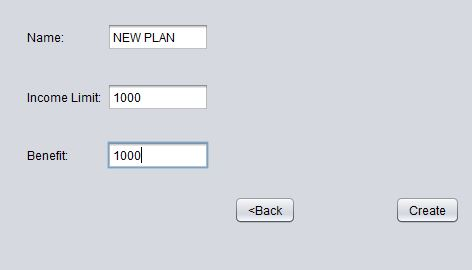 Name: NEW PLAN
Income Limit: 1000
Benefit: 1000
<Back Create